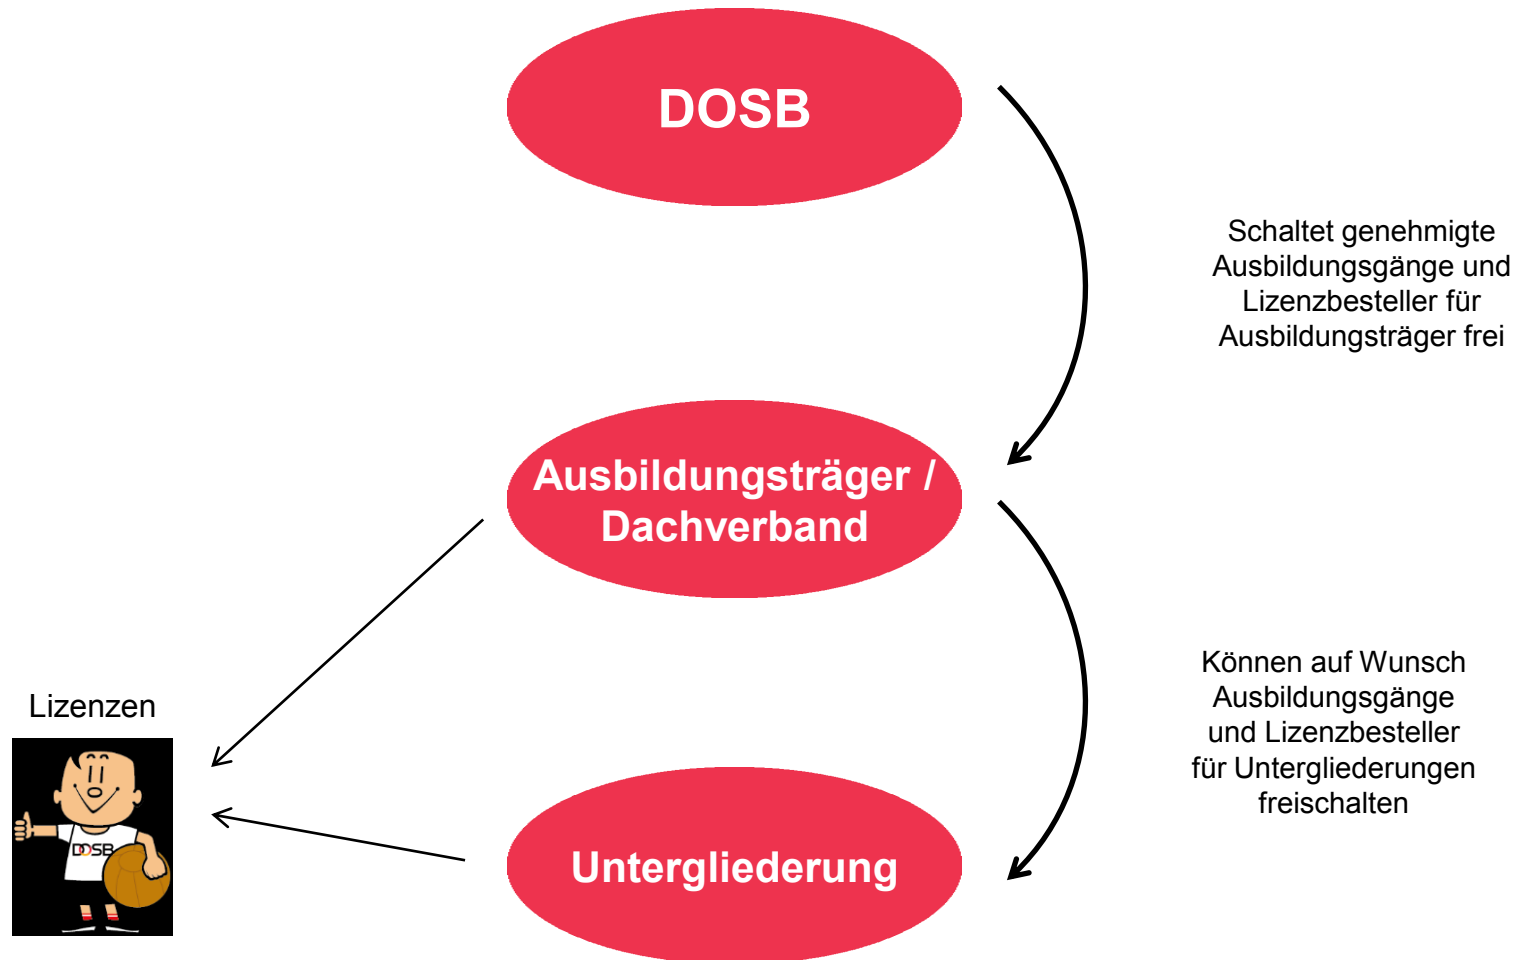 DOSB
Schaltet genehmigte
Ausbildungsgänge und
Lizenzbesteller für
Ausbildungsträger frei
Ausbildungsträger /
Dachverband
Können auf Wunsch
Ausbildungsgänge
und Lizenzbesteller
für Untergliederungen
freischalten
Lizenzen
DOSB
Untergliederung